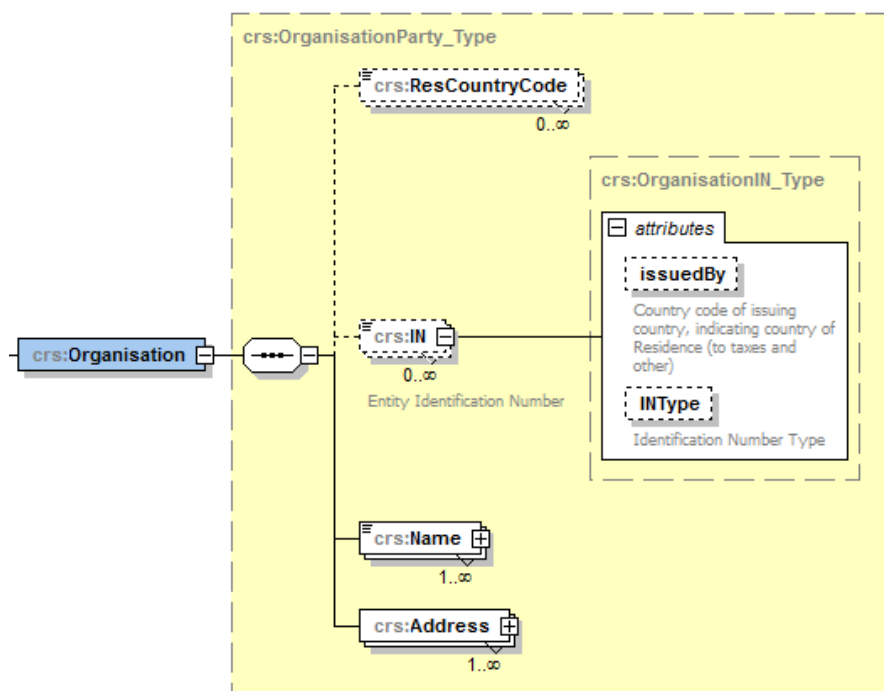 crs:OrganisationParty_Type
crs:ResCountryCode
0..∞
crs:OrganisationIN_Type
attributes
issuedBy
Country code of issuing
country, indicating country of
Residence (to taxes and
other)
crs:Organisation
crs:IN
0..∞
Entity Identification Number
INType
Identification Number Type
crs:Name
1..∞
crs:Address
1..∞